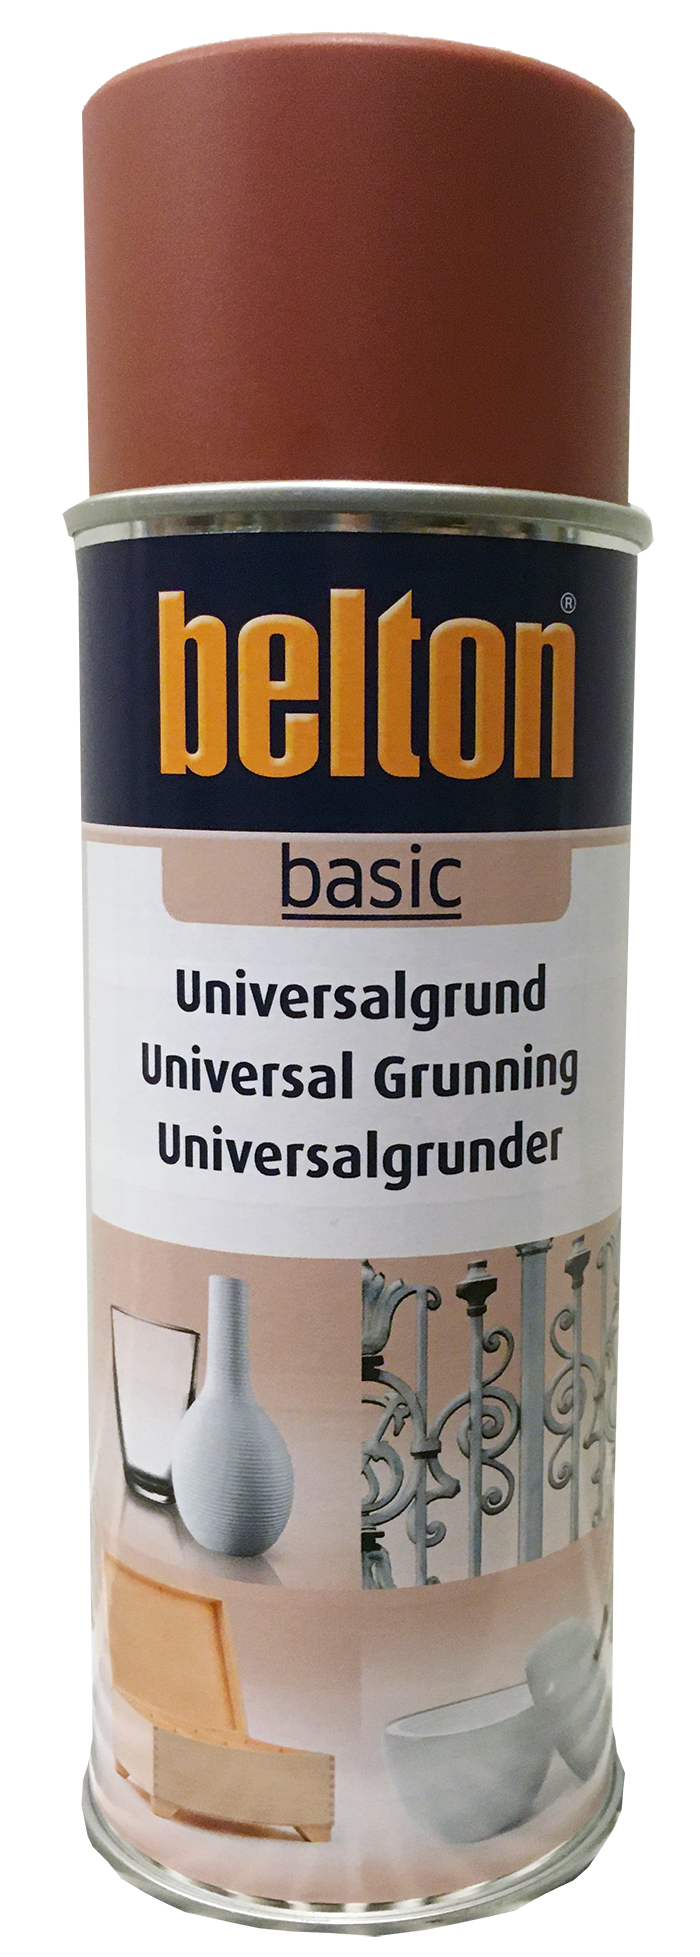 belton®
basic
Universalgrund
Universal Grunning
Universalgrunder